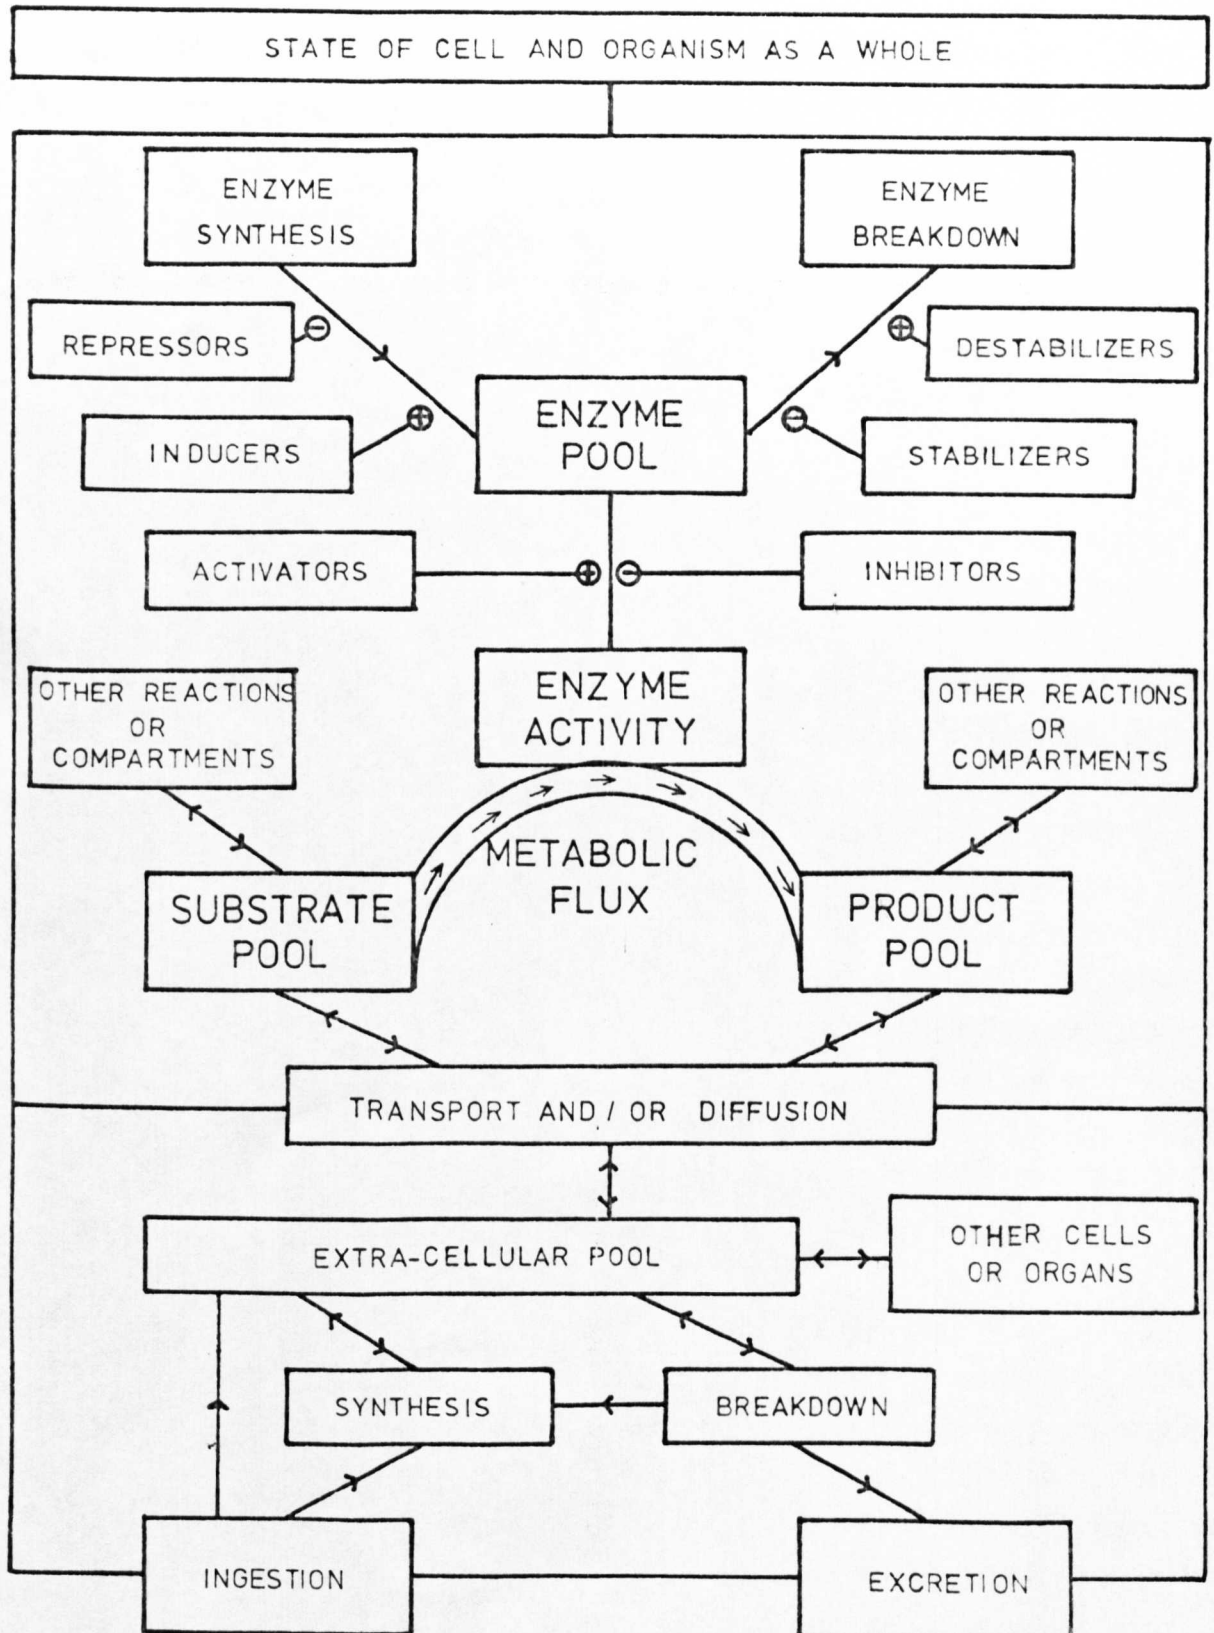 STATE OF CELL AND ORGANISM AS A WHOLE
ENZYME
SYNTHESIS
ENZYME
BREAKDOWN
REPRESSORS
DESTABILIZERS
INDUCERS
ENZYME
POOL
STABILIZERS
ACTIVATORS
INHIBITORS
OTHER REACTIONS
OR
COMPARTMENTS
ENZYME
ACTIVITY
OTHER REACTIONS
OR
COMPARTMENTS
METABOLIC
FLUX
SUBSTRATE
POOL
PRODUCT
POOL
TRANSPORT AND / OR DIFFUSION
EXTRA-CELLULAR POOL
OTHER CELLS
OR ORGANS
SYNTHESIS
BREAKDOWN
INGESTION
EXCRETION